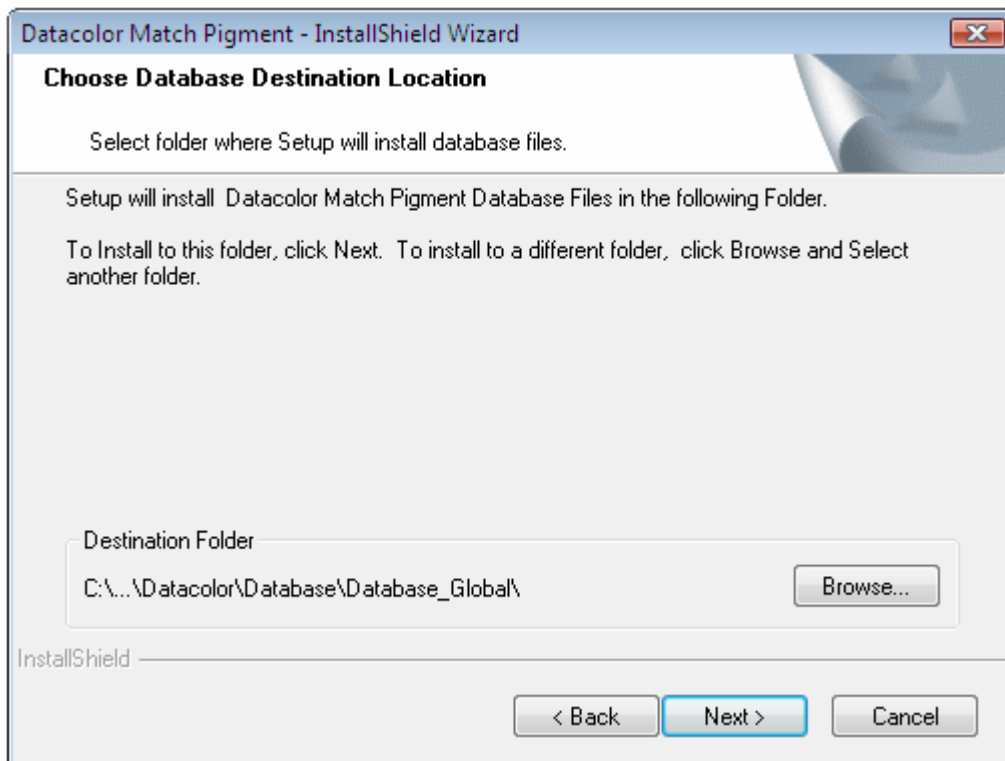 Datacolor Match Pigment - InstallShield Wizard
Choose Database Destination Location
Select folder where Setup will install database files.
Setup will install  Datacolor Match Pigment Database Files in the following Folder.
To Install to this folder, click Next.  To install to a different folder,  click Browse and Select
another folder.
Destination Folder
C:\...\Datacolor\Database\Database_Global\
Browse...
InstallShield
< Back
Next >
Cancel